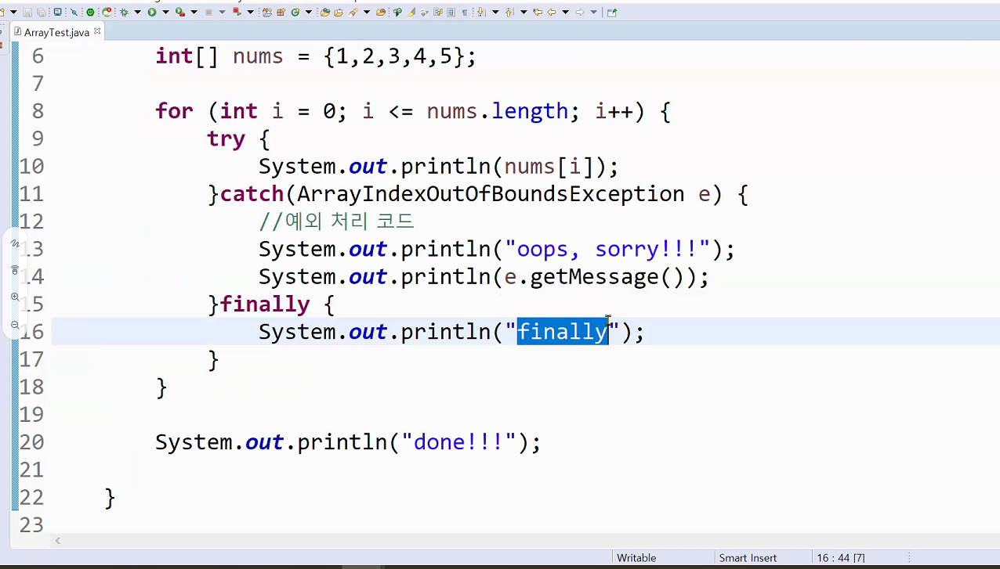 ArrayTest.java
6 int[] nums = {1,2,3,4,5};
7
8 for (int i = 0; i <= nums.length; i++) {
9 try {
10 System.out.println(nums[i]);
11 }catch(ArrayIndexOutOfBoundsException e) {
12 //예외 처리 코드
13 System.out.println("oops, sorry!!!");
14 System.out.println(e.getMessage());
15 }finally {
16 System.out.println("finally");
17 }
18 }
19
20 System.out.println("done!!!");
21
22 }
23
Writable Smart Insert 16 : 44 [7]